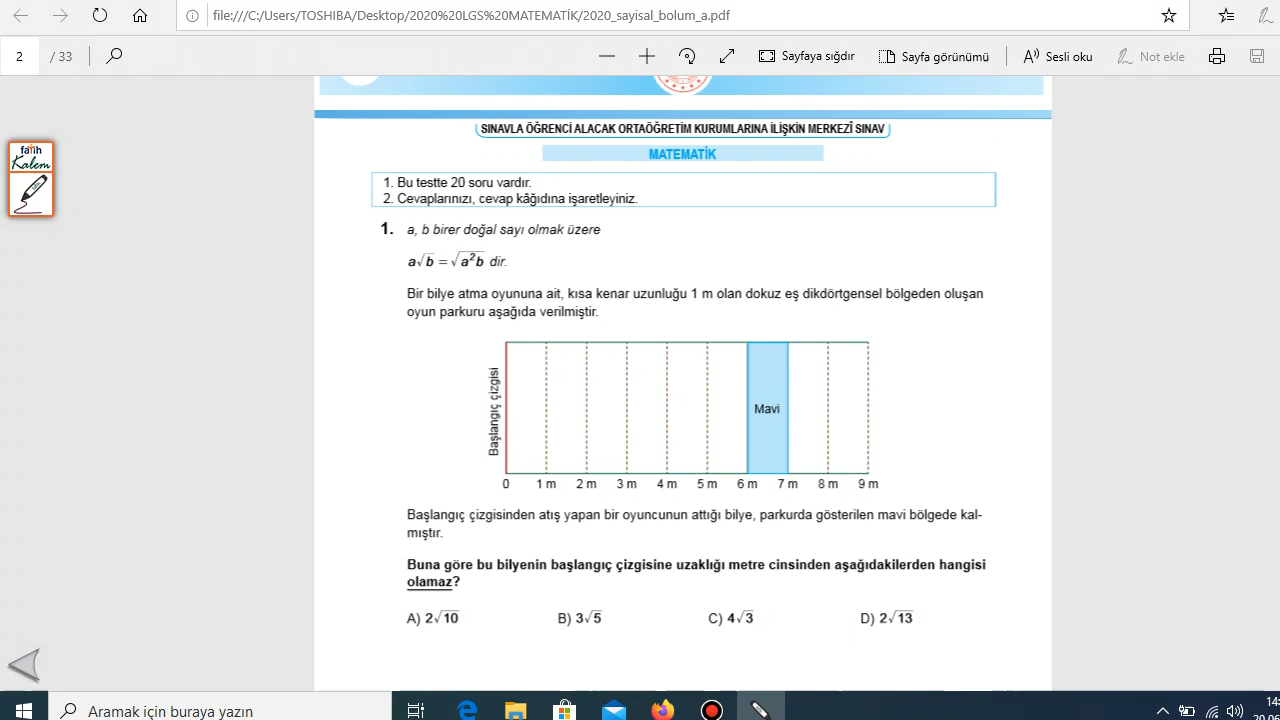 file:///C:/Users/TOSHIBA/Desktop/2020%20LGS%20MATEMATİK/2020_sayisal_bolum_a.pdf
2 / 33 Sayfaya sığdır Sayfa görünümü Sesli oku Not ekle
fatih
Kalem
SINAVLA ÖĞRENCİ ALACAK ORTAÖĞRETİM KURUMLARINA İLİŞKİN MERKEZÎ SINAV
MATEMATİK
1. Bu testte 20 soru vardır.
2. Cevaplarınızı, cevap kâğıdına işaretleyiniz.
1. a, b birer doğal sayı olmak üzere
a√b = √a²b dir.
Bir bilye atma oyununa ait, kısa kenar uzunluğu 1 m olan dokuz eş dikdörtgensel bölgeden oluşan
oyun parkuru aşağıda verilmiştir.
Başlangıç çizgisi
Mavi
0 1 m 2 m 3 m 4 m 5 m 6 m 7 m 8 m 9 m
Başlangıç çizgisinden atış yapan bir oyuncunun attığı bilye, parkurda gösterilen mavi bölgede kal-
mıştır.
Buna göre bu bilyenin başlangıç çizgisine uzaklığı metre cinsinden aşağıdakilerden hangisi
olamaz?
A) 2√10 B) 3√5 C) 4√3 D) 2√13
Aramak için buraya yazın